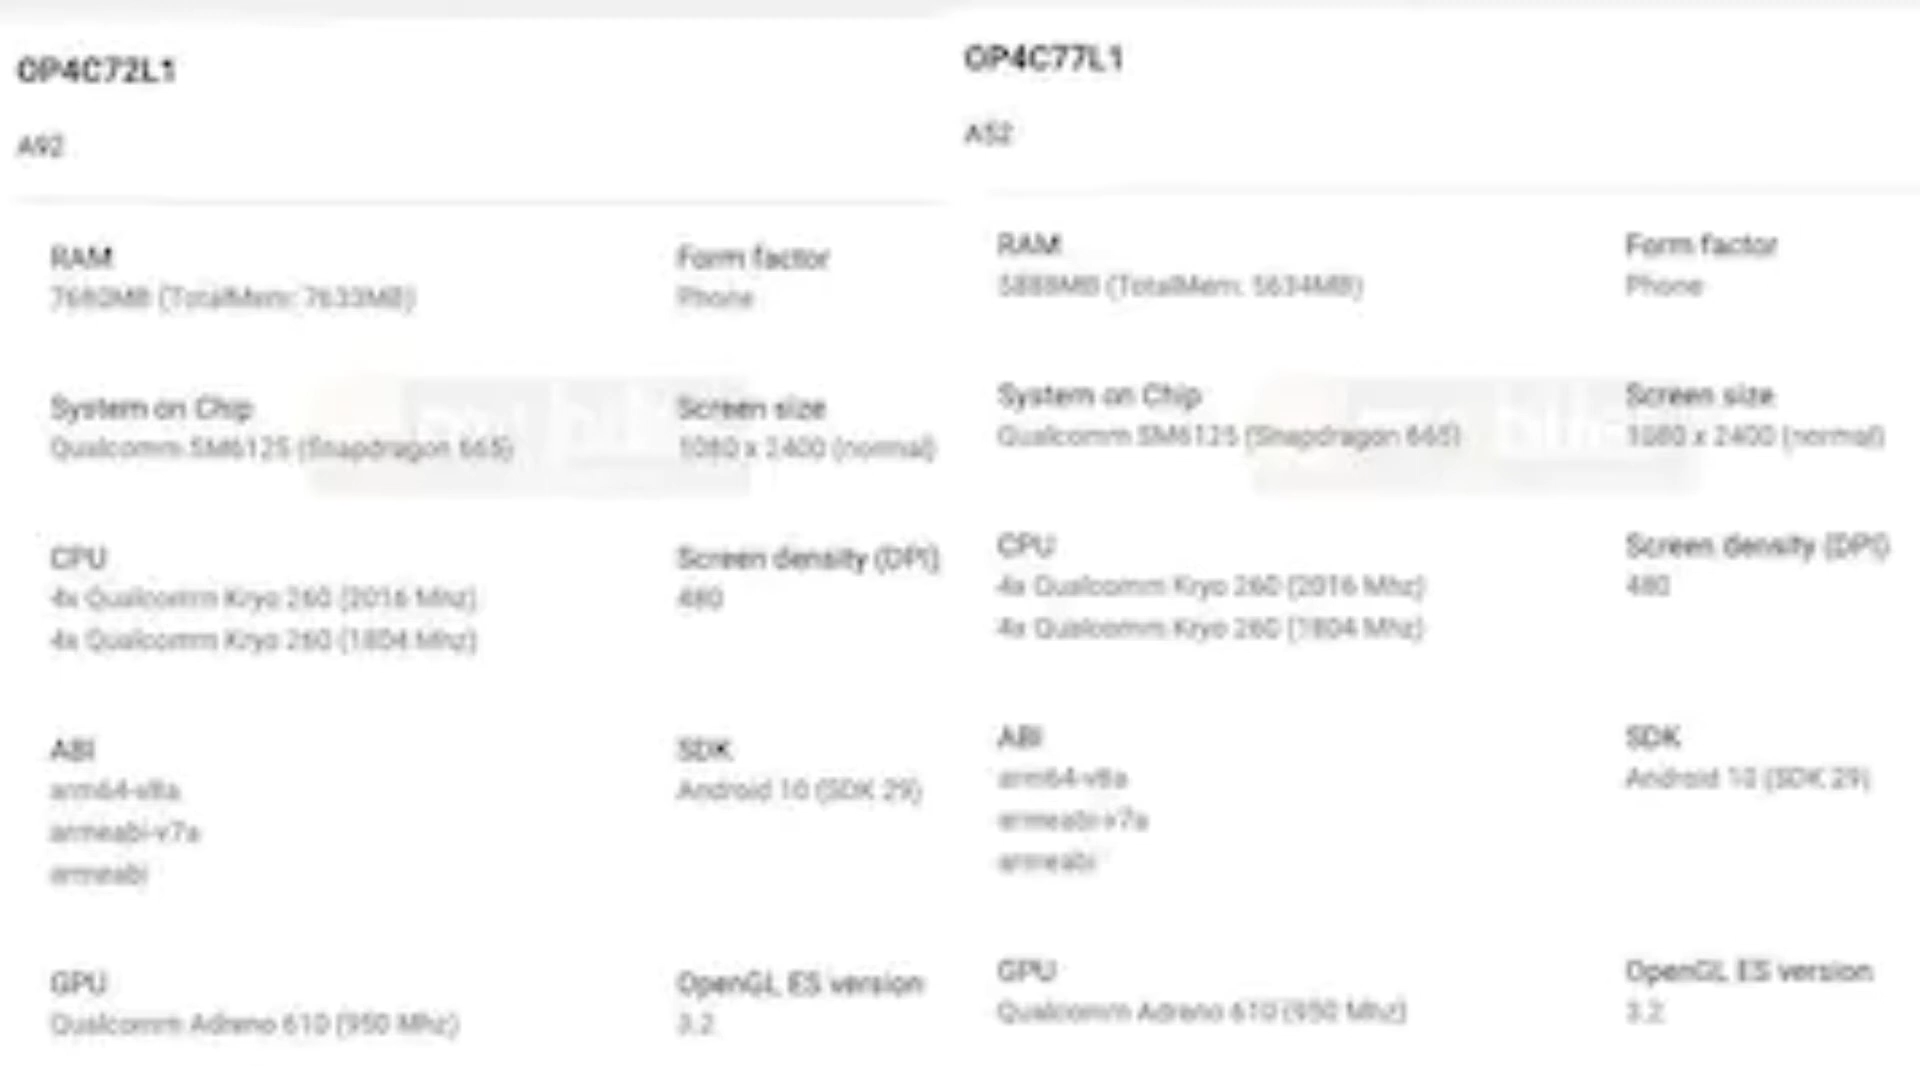 OP4C72L1
A92
RAM
7680MB (TotalMem: 7633MB)
Form factor
Phone
System on Chip
Qualcomm SM6125 (Snapdragon 665)
Screen size
1080 x 2400 (normal)
CPU
4x Qualcomm Kryo 260 (2016 Mhz)
4x Qualcomm Kryo 260 (1804 Mhz)
Screen density (DPI)
480
ABI
arm64-v8a
armeabi-v7a
armeabi
SDK
Android 10 (SDK 29)
GPU
Qualcomm Adreno 610 (950 Mhz)
OpenGL ES version
3.2
OP4C77L1
A52
RAM
5888MB (TotalMem: 5634MB)
Form factor
Phone
System on Chip
Qualcomm SM6125 (Snapdragon 665)
Screen size
1080 x 2400 (normal)
CPU
4x Qualcomm Kryo 260 (2016 Mhz)
4x Qualcomm Kryo 260 (1804 Mhz)
Screen density (DPI)
480
ABI
arm64-v8a
armeabi-v7a
armeabi
SDK
Android 10 (SDK 29)
GPU
Qualcomm Adreno 610 (950 Mhz)
OpenGL ES version
3.2